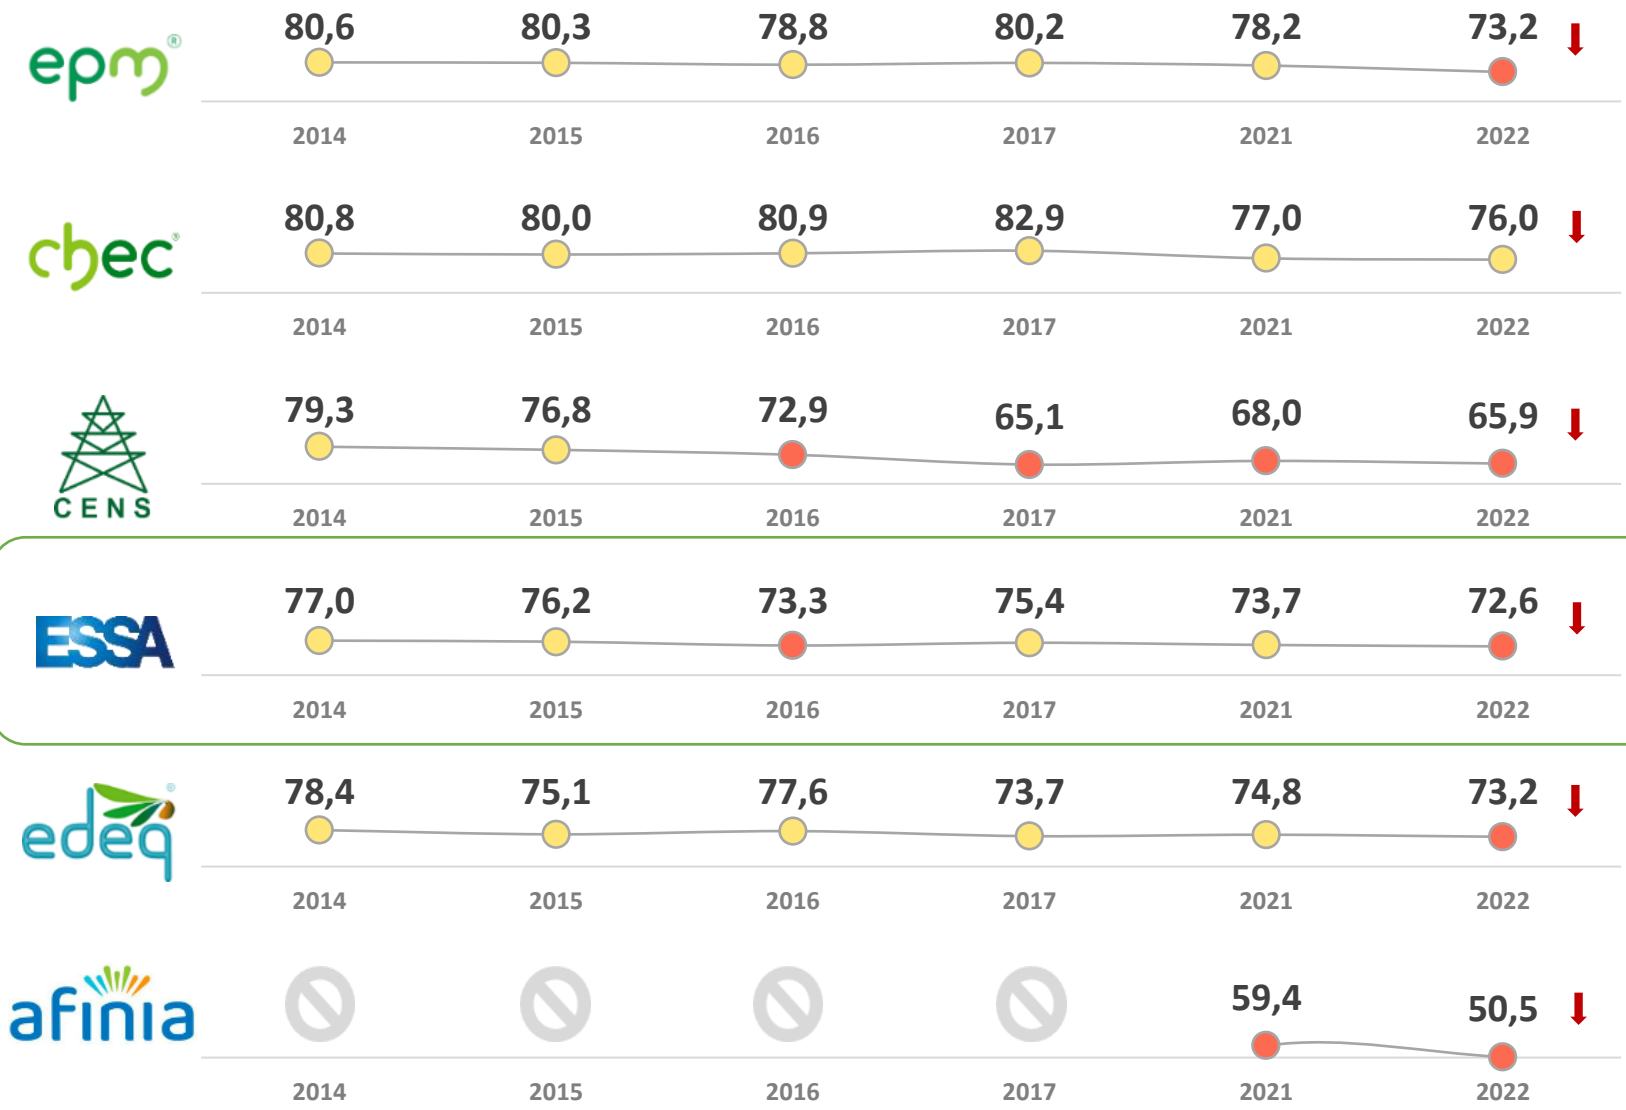 80,6 80,3 78,8 80,2 78,2 73,2
epm®
2014 2015 2016 2017 2021 2022
80,8 80,0 80,9 82,9 77,0 76,0
chec®
2014 2015 2016 2017 2021 2022
79,3 76,8 72,9 65,1 68,0 65,9
CENS
2014 2015 2016 2017 2021 2022
77,0 76,2 73,3 75,4 73,7 72,6
ESSA
2014 2015 2016 2017 2021 2022
78,4 75,1 77,6 73,7 74,8 73,2
edeq®
2014 2015 2016 2017 2021 2022
59,4 50,5
afinia
2014 2015 2016 2017 2021 2022